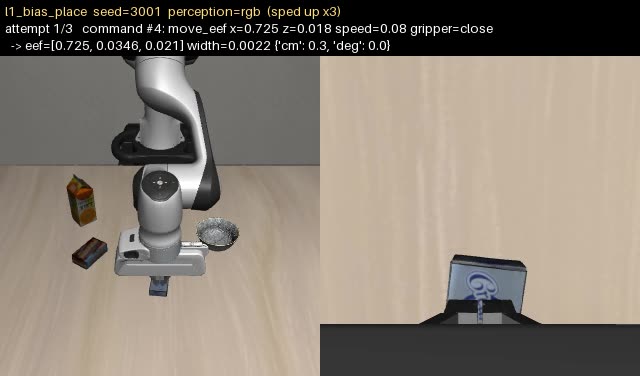 l1_bias_place  seed=3001  perception=rgb  (sped up x3)
attempt 1/3   command #4: move_eef x=0.725 z=0.018 speed=0.08 gripper=close
-> eef=[0.725, 0.0346, 0.021] width=0.0022 {'cm': 0.3, 'deg': 0.0}